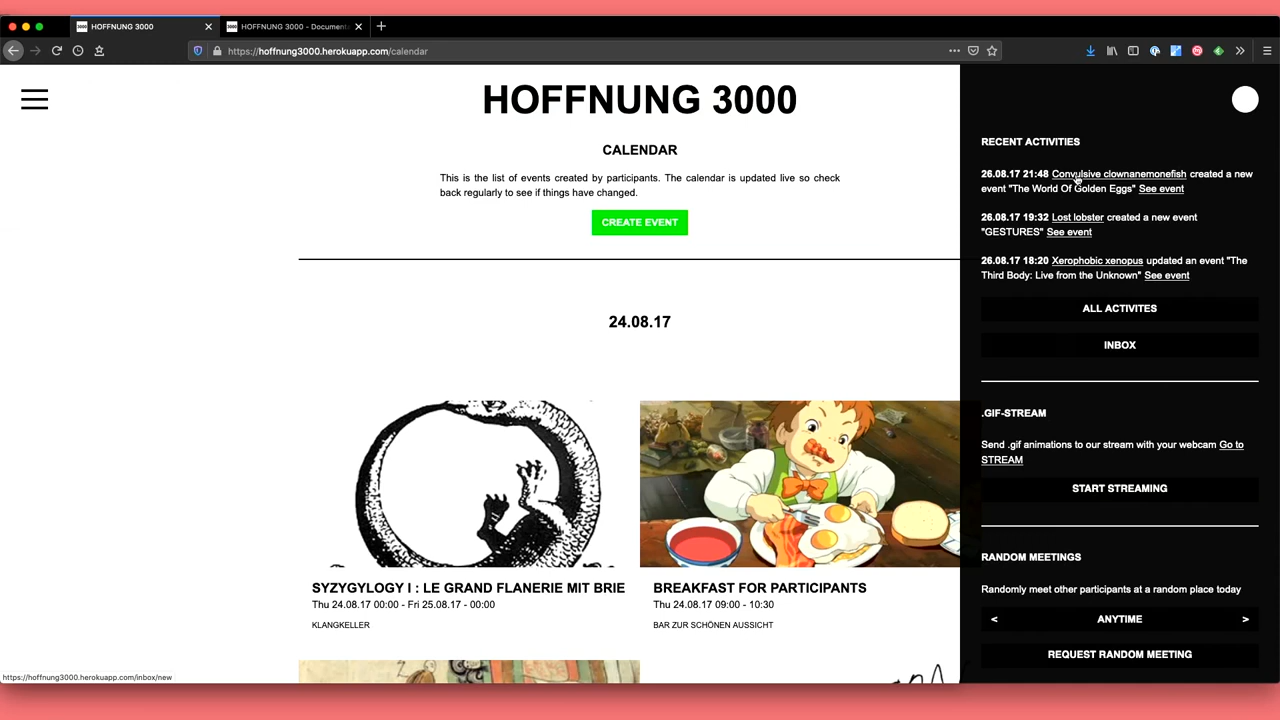 HOFFNUNG 3000
HOFFNUNG 3000 - Documenta
https://hoffnung3000.herokuapp.com/calendar
HOFFNUNG 3000
CALENDAR
This is the list of events created by participants. The calendar is updated live so check
back regularly to see if things have changed.
CREATE EVENT
24.08.17
SYZYGYLOGY I : LE GRAND FLANERIE MIT BRIE
Thu 24.08.17 00:00 - Fri 25.08.17 - 00:00
KLANGKELLER
BREAKFAST FOR PARTICIPANTS
Thu 24.08.17 09:00 - 10:30
BAR ZUR SCHÖNEN AUSSICHT
RECENT ACTIVITIES
26.08.17 21:48 Convulsive clownanemonefish created a new
event "The World Of Golden Eggs" See event
26.08.17 19:32 Lost lobster created a new event
"GESTURES" See event
26.08.17 18:20 Xerophobic xenopus updated an event "The
Third Body: Live from the Unknown" See event
ALL ACTIVITES
INBOX
.GIF-STREAM
Send .gif animations to our stream with your webcam Go to
STREAM
START STREAMING
RANDOM MEETINGS
Randomly meet other participants at a random place today
< ANYTIME >
REQUEST RANDOM MEETING
https://hoffnung3000.herokuapp.com/inbox/new